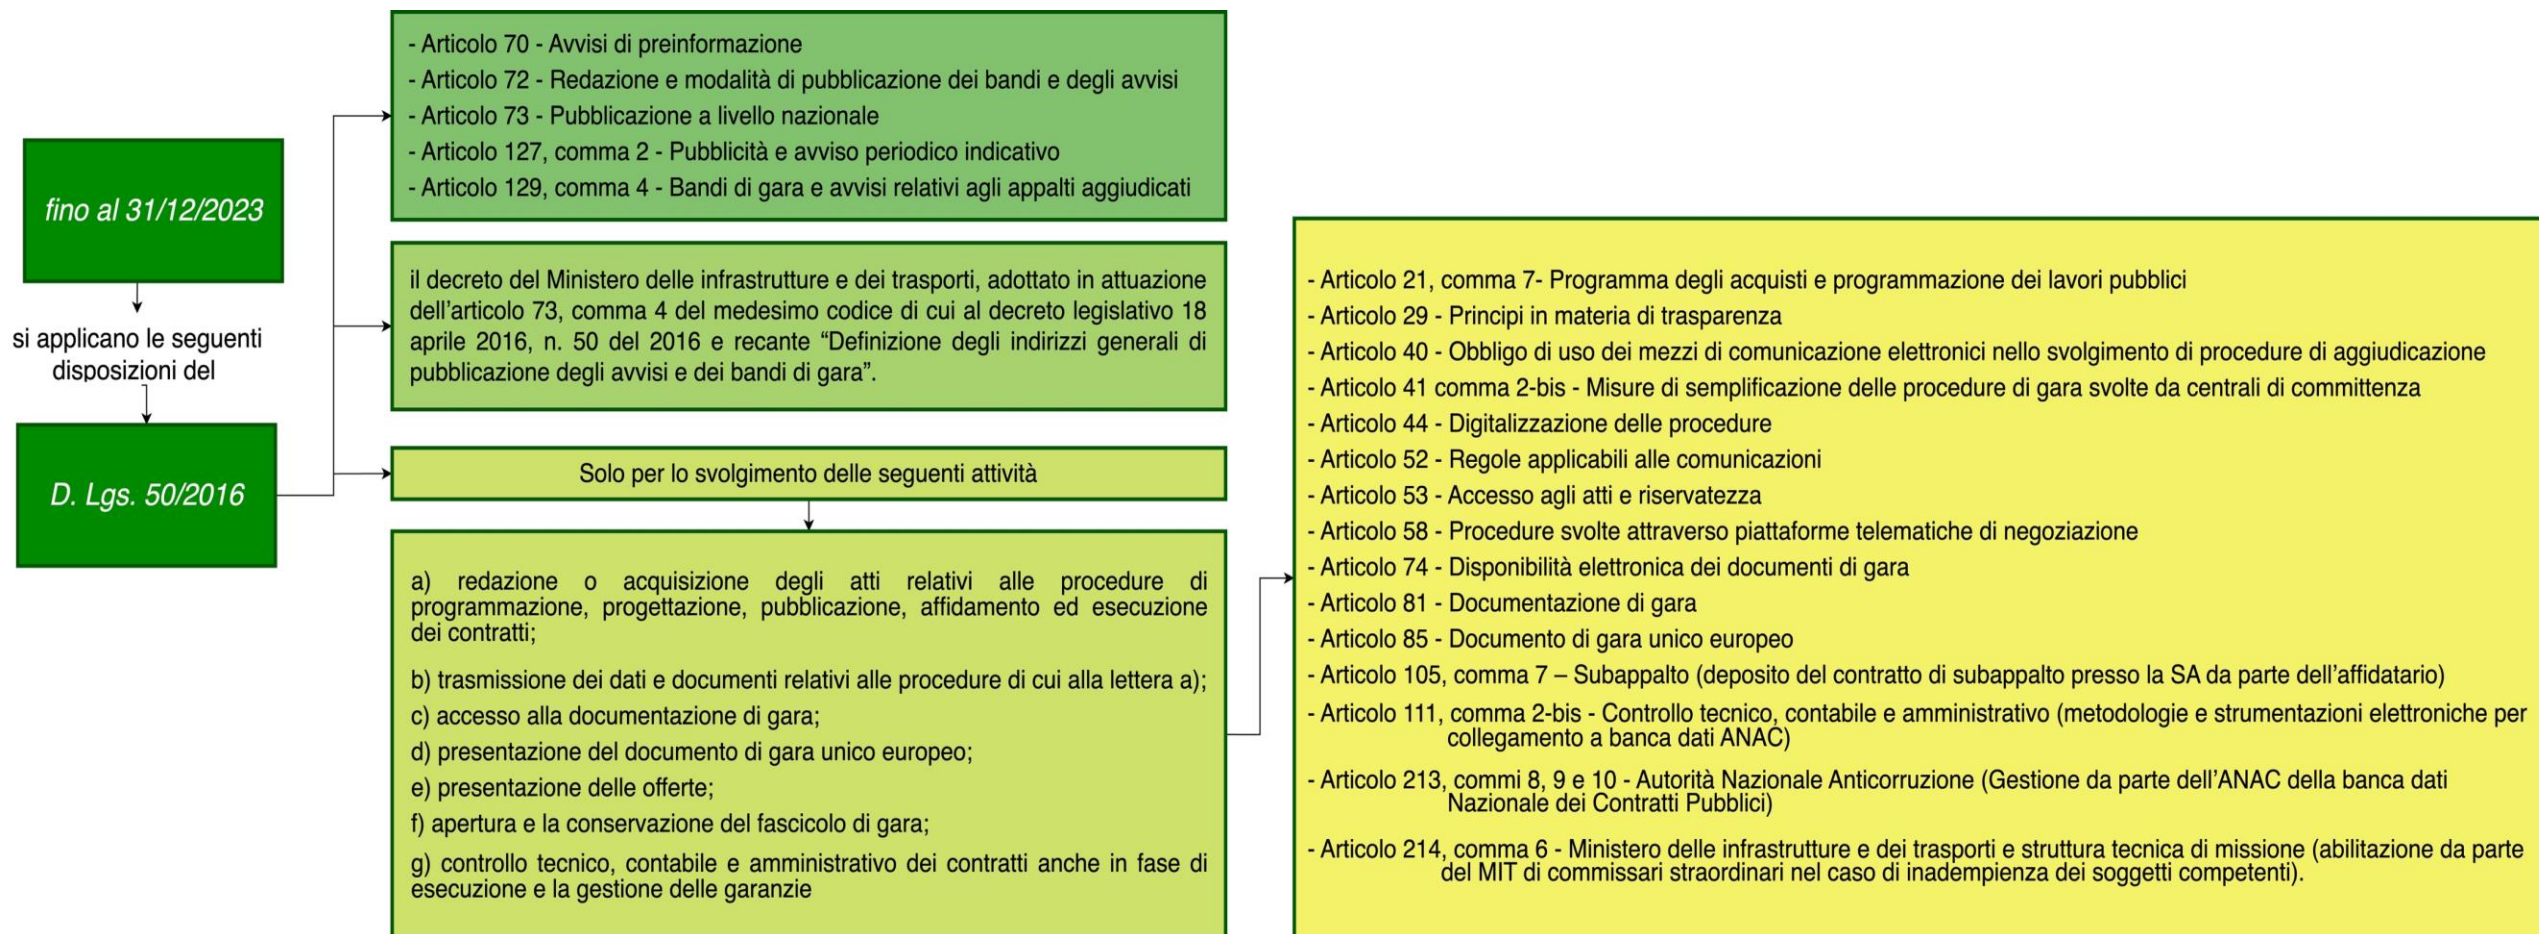 fino al 31/12/2023
si applicano le seguenti
disposizioni del
D. Lgs. 50/2016
- Articolo 70 - Avvisi di preinformazione
- Articolo 72 - Redazione e modalità di pubblicazione dei bandi e degli avvisi
- Articolo 73 - Pubblicazione a livello nazionale
- Articolo 127, comma 2 - Pubblicità e avviso periodico indicativo
- Articolo 129, comma 4 - Bandi di gara e avvisi relativi agli appalti aggiudicati
il decreto del Ministero delle infrastrutture e dei trasporti, adottato in attuazione
dell'articolo 73, comma 4 del medesimo codice di cui al decreto legislativo 18
aprile 2016, n. 50 del 2016 e recante “Definizione degli indirizzi generali di
pubblicazione degli avvisi e dei bandi di gara”.
Solo per lo svolgimento delle seguenti attività
a) redazione o acquisizione degli atti relativi alle procedure di
programmazione, progettazione, pubblicazione, affidamento ed esecuzione
dei contratti;
b) trasmissione dei dati e documenti relativi alle procedure di cui alla lettera a);
c) accesso alla documentazione di gara;
d) presentazione del documento di gara unico europeo;
e) presentazione delle offerte;
f) apertura e la conservazione del fascicolo di gara;
g) controllo tecnico, contabile e amministrativo dei contratti anche in fase di
esecuzione e la gestione delle garanzie
- Articolo 21, comma 7- Programma degli acquisti e programmazione dei lavori pubblici
- Articolo 29 - Principi in materia di trasparenza
- Articolo 40 - Obbligo di uso dei mezzi di comunicazione elettronici nello svolgimento di procedure di aggiudicazione
- Articolo 41 comma 2-bis - Misure di semplificazione delle procedure di gara svolte da centrali di committenza
- Articolo 44 - Digitalizzazione delle procedure
- Articolo 52 - Regole applicabili alle comunicazioni
- Articolo 53 - Accesso agli atti e riservatezza
- Articolo 58 - Procedure svolte attraverso piattaforme telematiche di negoziazione
- Articolo 74 - Disponibilità elettronica dei documenti di gara
- Articolo 81 - Documentazione di gara
- Articolo 85 - Documento di gara unico europeo
- Articolo 105, comma 7 – Subappalto (deposito del contratto di subappalto presso la SA da parte dell'affidatario)
- Articolo 111, comma 2-bis - Controllo tecnico, contabile e amministrativo (metodologie e strumentazioni elettroniche per
collegamento a banca dati ANAC)
- Articolo 213, commi 8, 9 e 10 - Autorità Nazionale Anticorruzione (Gestione da parte dell'ANAC della banca dati
Nazionale dei Contratti Pubblici)
- Articolo 214, comma 6 - Ministero delle infrastrutture e dei trasporti e struttura tecnica di missione (abilitazione da parte
del MIT di commissari straordinari nel caso di inadempienza dei soggetti competenti).